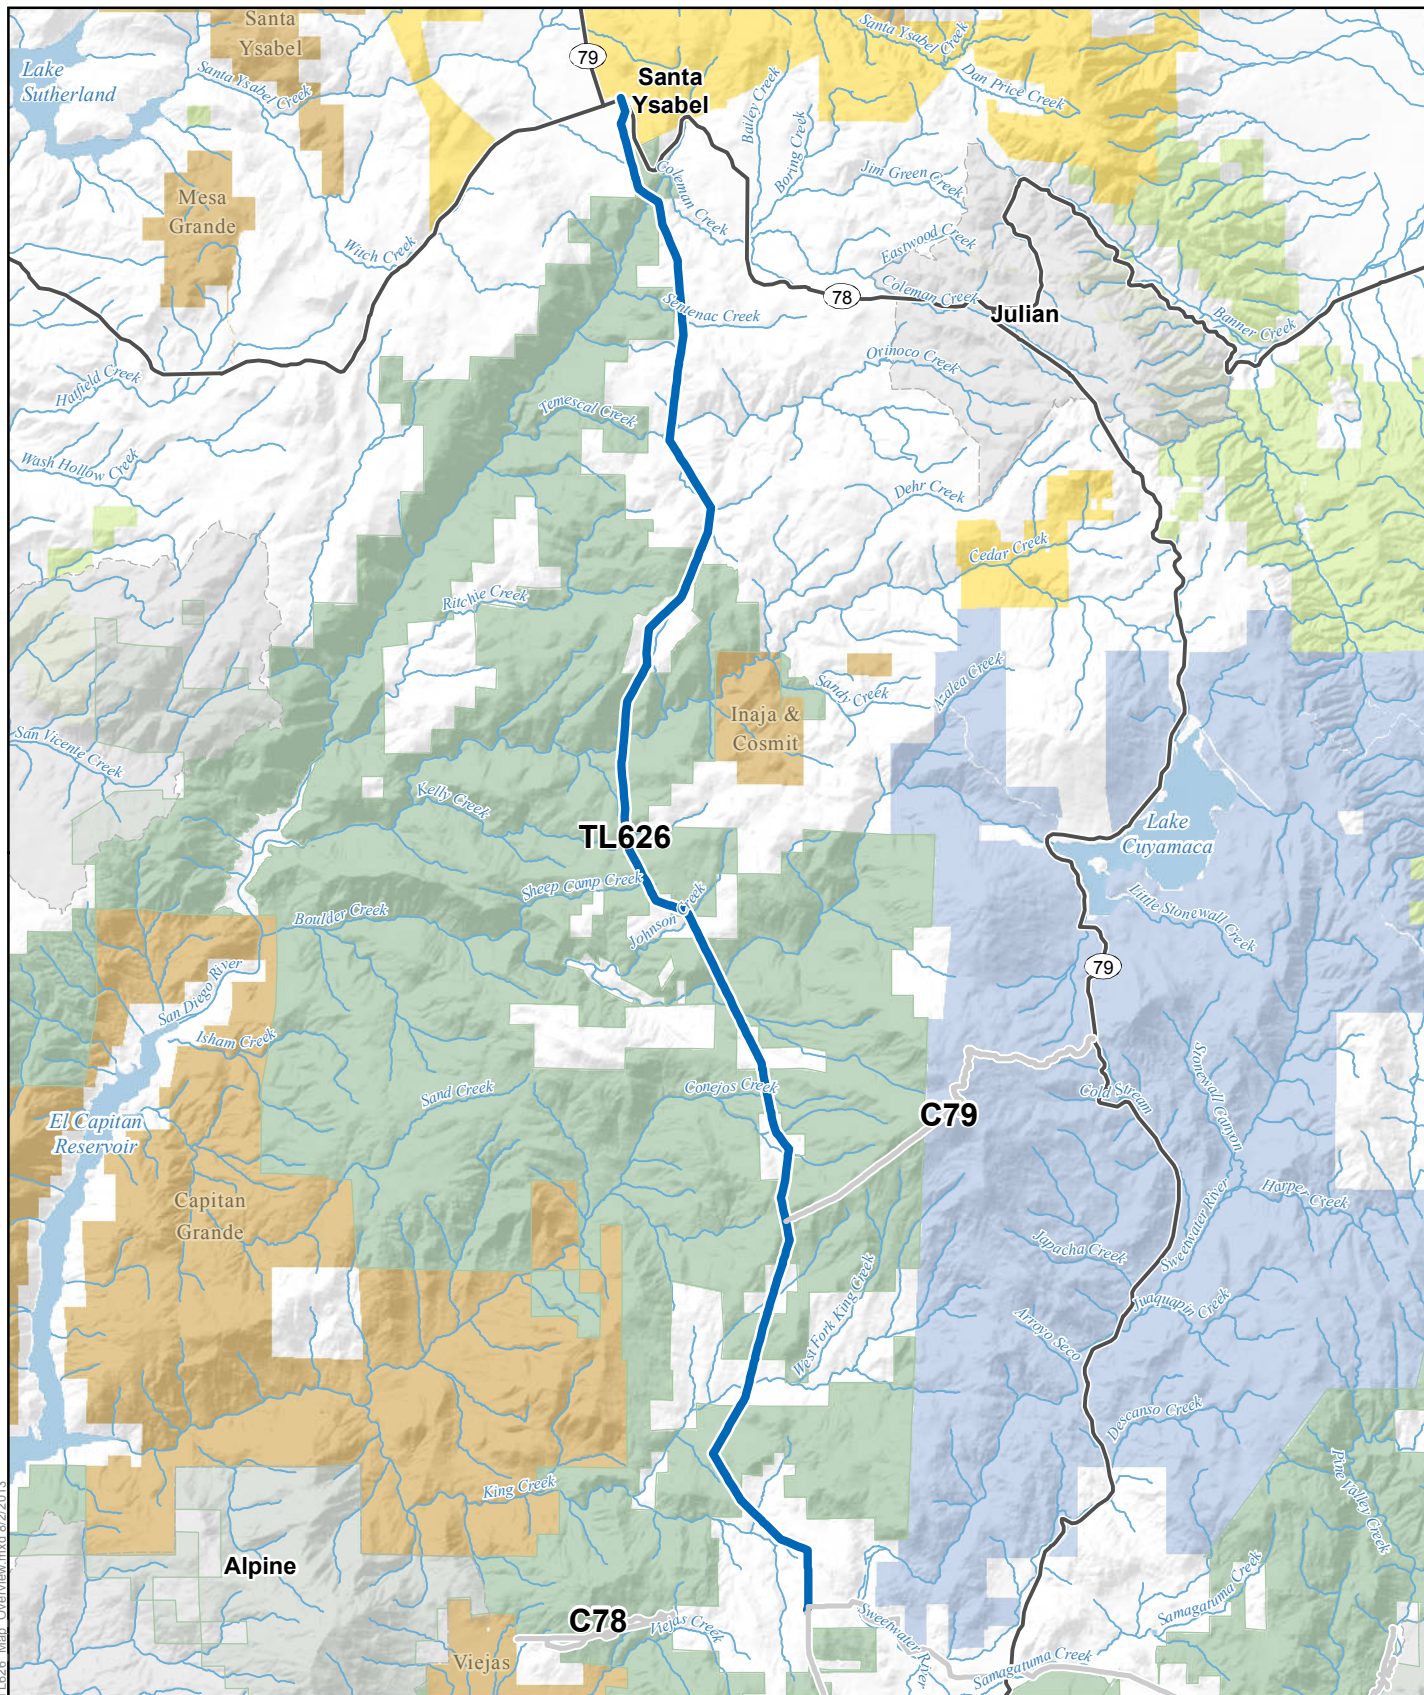 Santa
Ysabel
Santa Ysabel Creek
79
Lake
Sutherland
Santa Ysabel Creek
Santa
Ysabel
Dan Price Creek
Bailey Creek
Boring Creek
Jim Green Creek
Coleman Creek
Mesa
Grande
Witch Creek
Eastwood Creek
Coleman Creek
78
Julian
Banner Creek
Sentenac Creek
Orinoco Creek
Hatfield Creek
Temescal Creek
Wash Hollow Creek
Dehr Creek
Cedar Creek
Ritchie Creek
Azalea Creek
Sandy Creek
Inaja &
Cosmit
San Vicente Creek
Kelly Creek
TL626
Lake
Cuyamaca
Sheep Camp Creek
Little Stonewall Creek
Boulder Creek
Johnson Creek
79
San Diego River
Isham Creek
Stonewall Canyon
Sand Creek
Conejos Creek
Cold Stream
C79
El Capitan
Reservoir
Capitan
Grande
Harper Creek
Sweetwater River
Japacha Creek
West Fork King Creek
Juaquapin Creek
Arroyo Seco
Descanso Creek
Pine Valley Creek
King Creek
Alpine
Samagatuma Creek
C78
Viejas Creek
Sweetwater River
Viejas
Samagatuma Creek